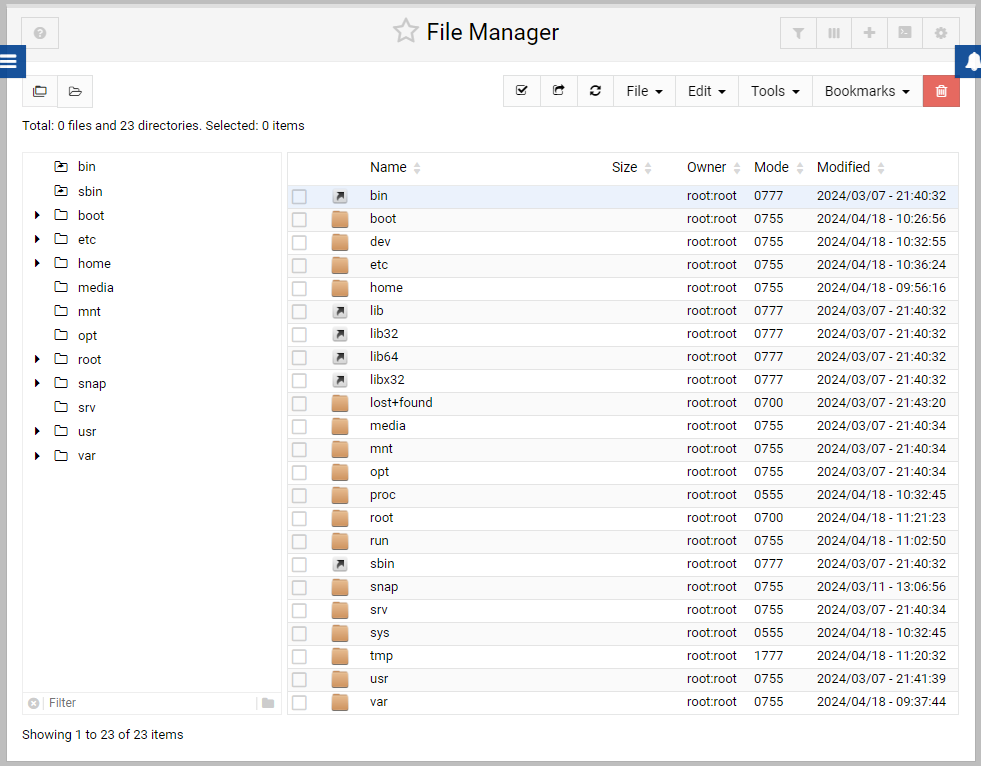 File Manager
File Edit Tools Bookmarks
Total: 0 files and 23 directories. Selected: 0 items
bin
sbin
boot
etc
home
media
mnt
opt
root
snap
srv
usr
var
Filter
Name Size Owner Mode Modified
bin root:root 0777 2024/03/07 - 21:40:32
boot root:root 0755 2024/04/18 - 10:26:56
dev root:root 0755 2024/04/18 - 10:32:55
etc root:root 0755 2024/04/18 - 10:36:24
home root:root 0755 2024/04/18 - 09:56:16
lib root:root 0777 2024/03/07 - 21:40:32
lib32 root:root 0777 2024/03/07 - 21:40:32
lib64 root:root 0777 2024/03/07 - 21:40:32
libx32 root:root 0777 2024/03/07 - 21:40:32
lost+found root:root 0700 2024/03/07 - 21:43:20
media root:root 0755 2024/03/07 - 21:40:34
mnt root:root 0755 2024/03/07 - 21:40:34
opt root:root 0755 2024/03/07 - 21:40:34
proc root:root 0555 2024/04/18 - 10:32:45
root root:root 0700 2024/04/18 - 11:21:23
run root:root 0755 2024/04/18 - 11:02:50
sbin root:root 0777 2024/03/07 - 21:40:32
snap root:root 0755 2024/03/11 - 13:06:56
srv root:root 0755 2024/03/07 - 21:40:34
sys root:root 0555 2024/04/18 - 10:32:45
tmp root:root 1777 2024/04/18 - 11:20:32
usr root:root 0755 2024/03/07 - 21:41:39
var root:root 0755 2024/04/18 - 09:37:44
Showing 1 to 23 of 23 items